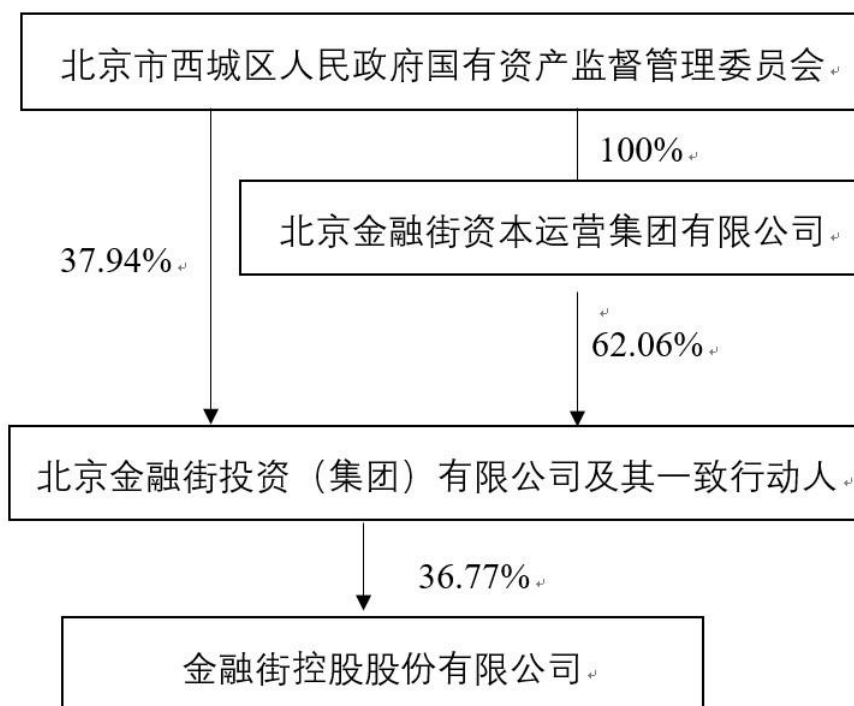 北京市西城区人民政府国有资产监督管理委员会
100%
北京金融街资本运营集团有限公司
37.94%
62.06%
北京金融街投资（集团）有限公司及其一致行动人
36.77%
金融街控股股份有限公司